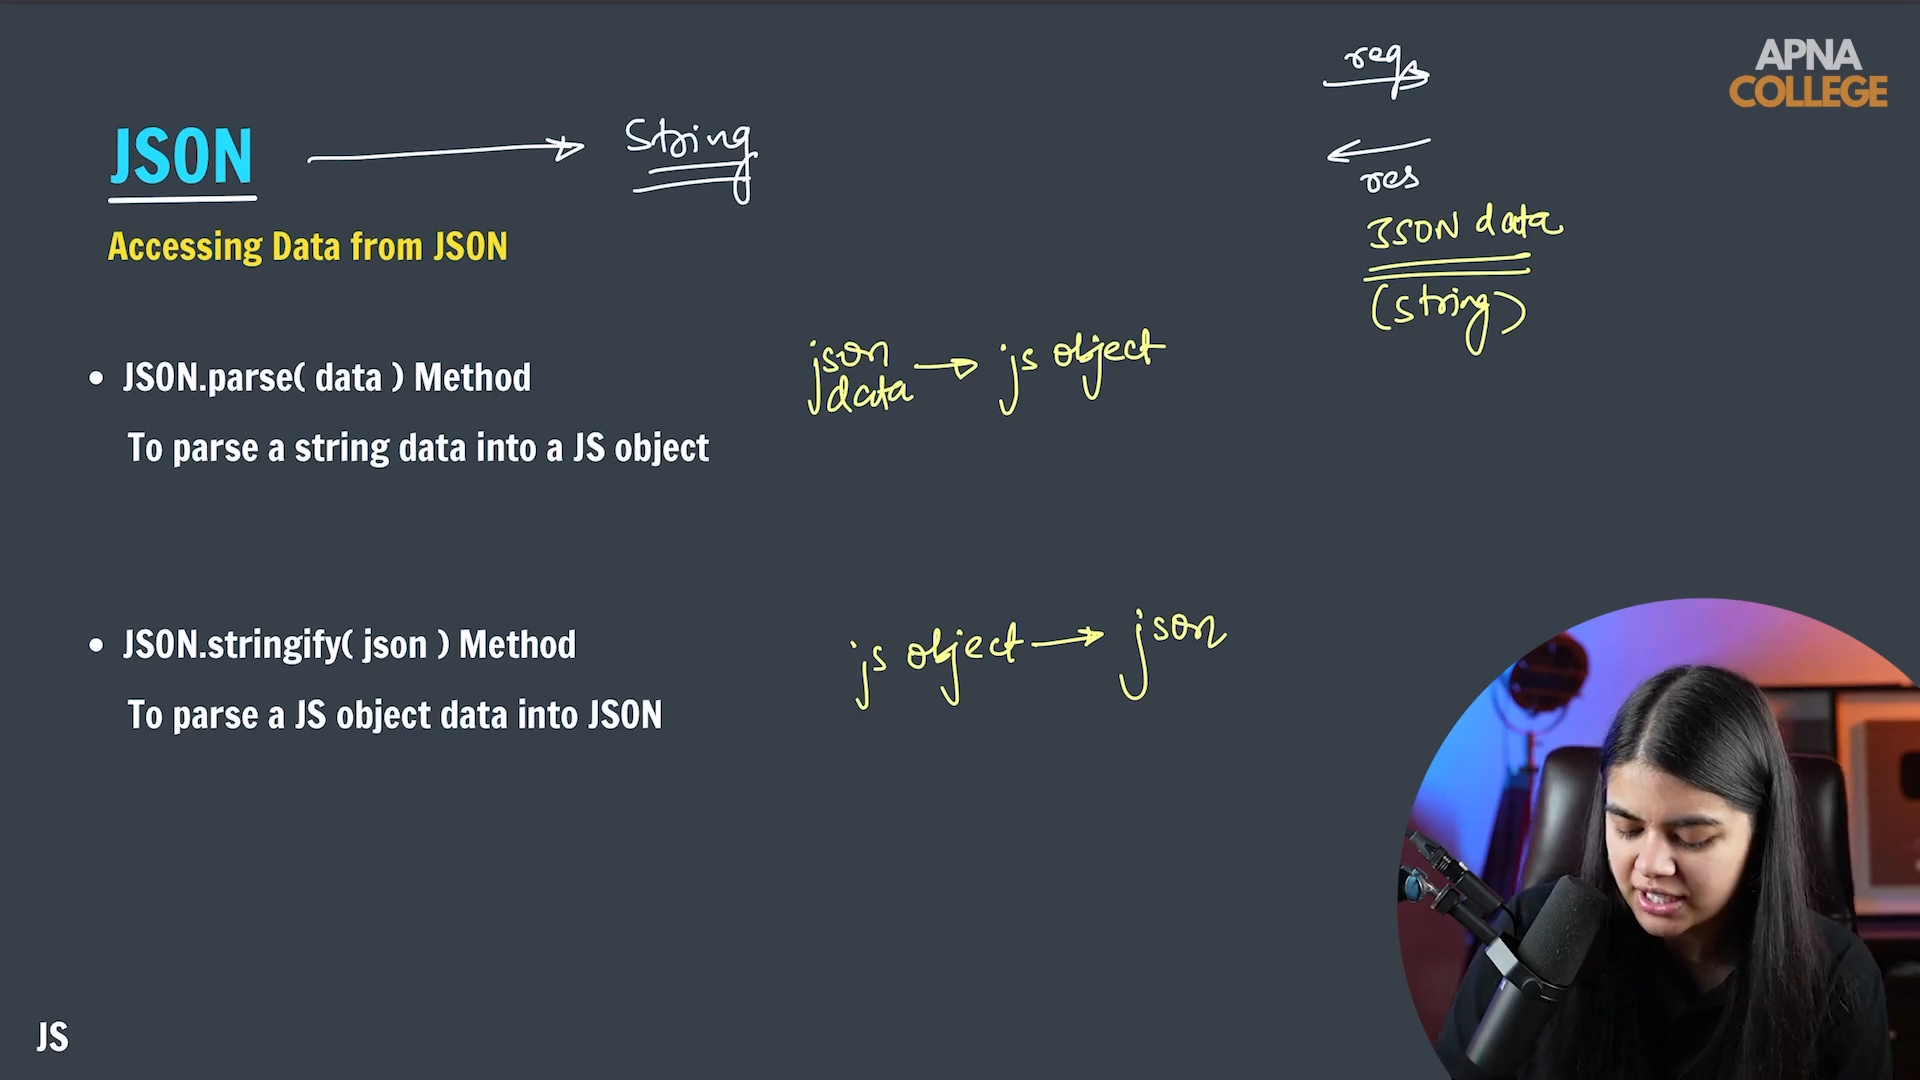 req
APNA
COLLEGE
JSON
String
res
Accessing Data from JSON
JSON data
(string)
JSON.parse( data ) Method
json
data
js object
To parse a string data into a JS object
JSON.stringify( json ) Method
js object
json
To parse a JS object data into JSON
JS